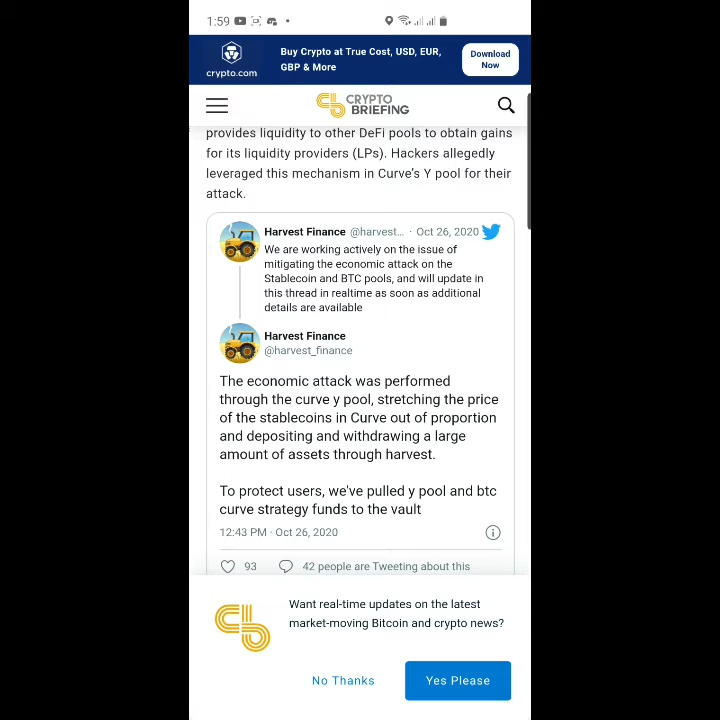 1:59
Buy Crypto at True Cost, USD, EUR,
GBP & More
crypto.com
Download
Now
CRYPTO
BRIEFING
provides liquidity to other DeFi pools to obtain gains
for its liquidity providers (LPs). Hackers allegedly
leveraged this mechanism in Curve's Y pool for their
attack.
Harvest Finance @harvest... · Oct 26, 2020
We are working actively on the issue of
mitigating the economic attack on the
Stablecoin and BTC pools, and will update in
this thread in realtime as soon as additional
details are available
Harvest Finance
@harvest_finance
The economic attack was performed
through the curve y pool, stretching the price
of the stablecoins in Curve out of proportion
and depositing and withdrawing a large
amount of assets through harvest.
To protect users, we've pulled y pool and btc
curve strategy funds to the vault
12:43 PM · Oct 26, 2020
93 42 people are Tweeting about this
Want real-time updates on the latest
market-moving Bitcoin and crypto news?
No Thanks
Yes Please